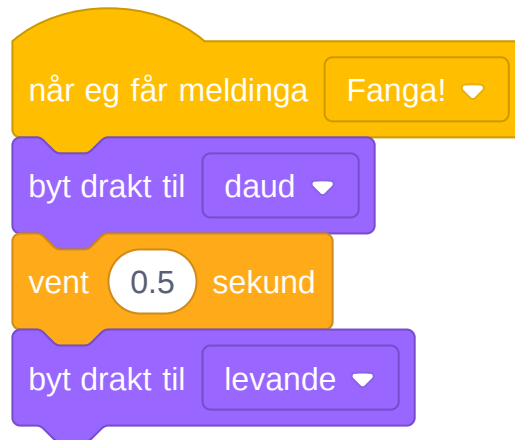 når eg får meldinga Fanga!
byt drakt til daud
vent 0.5 sekund
byt drakt til levande